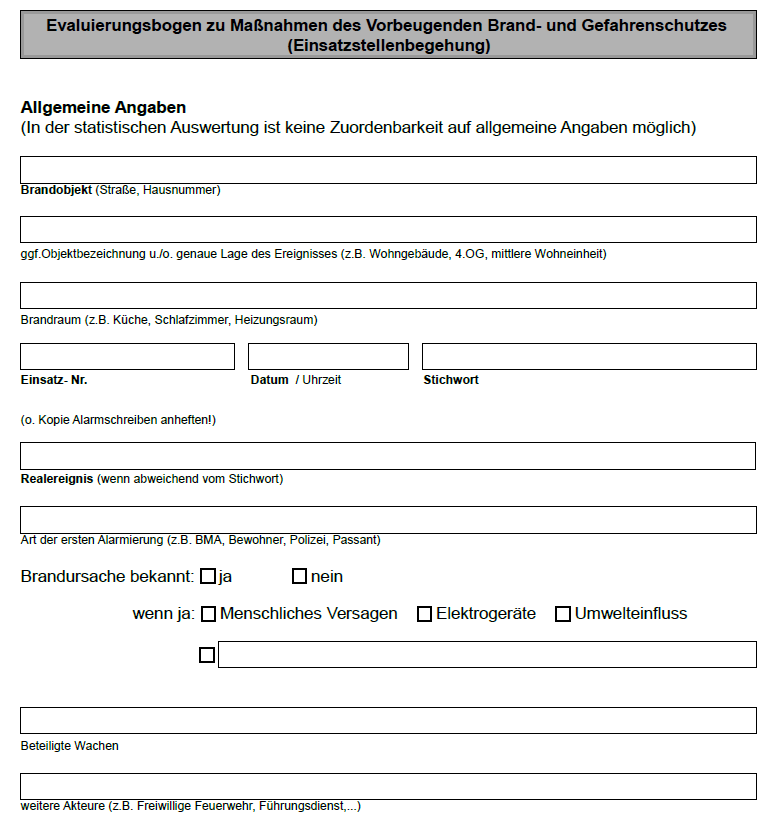 Evaluierungsbogen zu Maßnahmen des Vorbeugenden Brand- und Gefahrenschutzes
(Einsatzstellenbegehung)
Allgemeine Angaben
(In der statistischen Auswertung ist keine Zuordenbarkeit auf allgemeine Angaben möglich)
Brandobjekt (Straße, Hausnummer)
ggf.Objektbezeichnung u./o. genaue Lage des Ereignisses (z.B. Wohngebäude, 4.OG, mittlere Wohneinheit)
Brandraum (z.B. Küche, Schlafzimmer, Heizungsraum)
Einsatz- Nr. Datum / Uhrzeit Stichwort
(o. Kopie Alarmschreiben anheften!)
Realereignis (wenn abweichend vom Stichwort)
Art der ersten Alarmierung (z.B. BMA, Bewohner, Polizei, Passant)
Brandursache bekannt: ja nein
wenn ja: Menschliches Versagen Elektrogeräte Umwelteinfluss
Beteiligte Wachen
weitere Akteure (z.B. Freiwillige Feuerwehr, Führungsdienst,...)